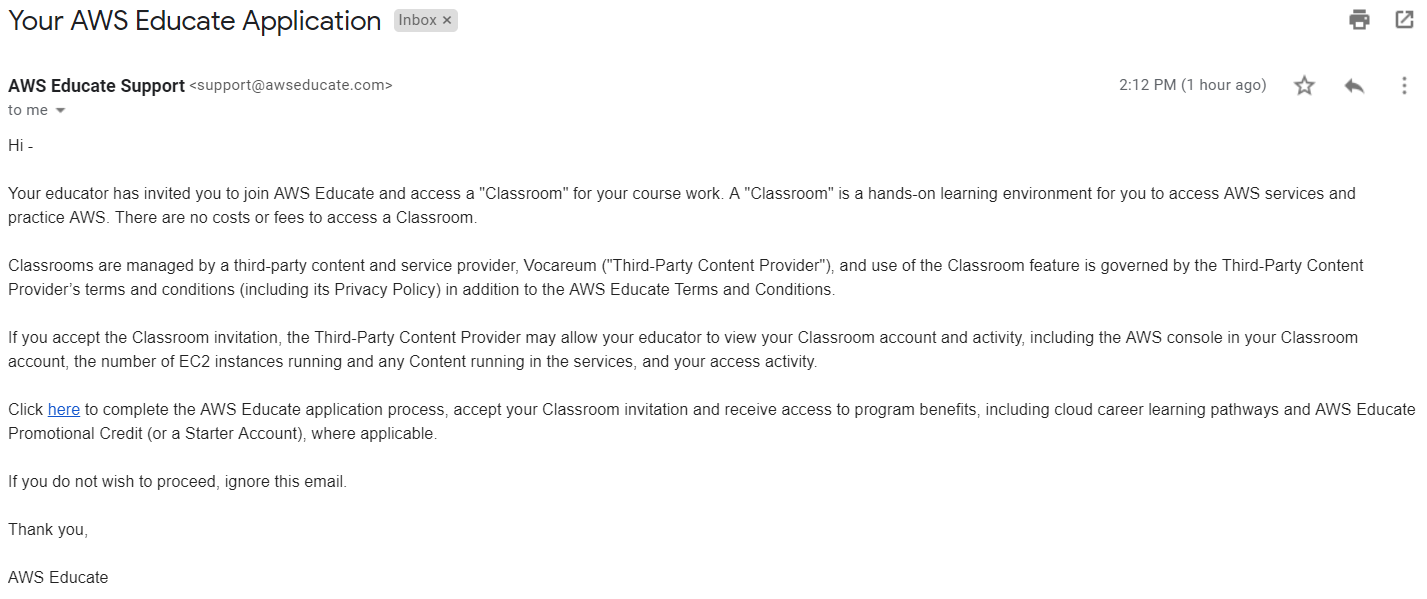 Your AWS Educate Application Inbox ×
AWS Educate Support <support@awseducate.com> 2:12 PM (1 hour ago)
to me
Hi -
Your educator has invited you to join AWS Educate and access a "Classroom" for your course work. A "Classroom" is a hands-on learning environment for you to access AWS services and
practice AWS. There are no costs or fees to access a Classroom.
Classrooms are managed by a third-party content and service provider, Vocareum ("Third-Party Content Provider"), and use of the Classroom feature is governed by the Third-Party Content
Provider’s terms and conditions (including its Privacy Policy) in addition to the AWS Educate Terms and Conditions.
If you accept the Classroom invitation, the Third-Party Content Provider may allow your educator to view your Classroom account and activity, including the AWS console in your Classroom
account, the number of EC2 instances running and any Content running in the services, and your access activity.
Click here to complete the AWS Educate application process, accept your Classroom invitation and receive access to program benefits, including cloud career learning pathways and AWS Educate
Promotional Credit (or a Starter Account), where applicable.
If you do not wish to proceed, ignore this email.
Thank you,
AWS Educate